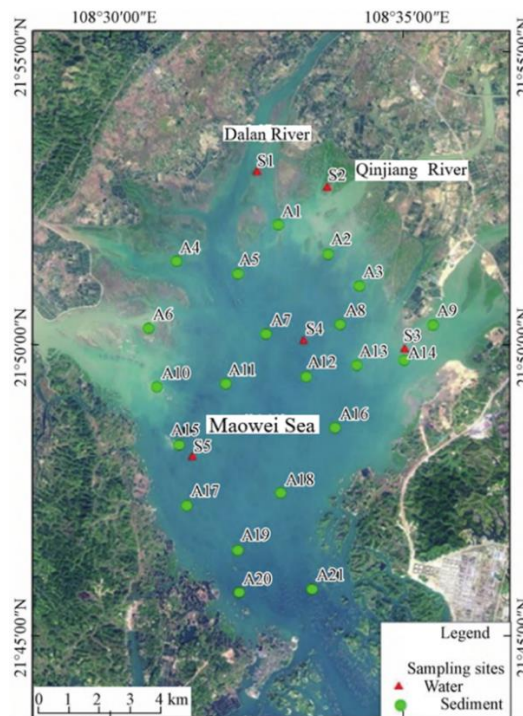 108°30′00″E
108°35′00″E
21°55′00″N
21°55′00″N
Dalan River
S1
S2
Qinjiang River
A1
A2
A4
A5
A3
A6
A7
S4
A8
A9
21°50′00″N
S3
21°50′00″N
A10
A11
A12
A13
A14
Maowei Sea
A16
A15
S5
A17
A18
A19
A20
A21
21°45′00″N
21°45′00″N
Legend
Sampling sites
Water
Sediment
0 1 2 3 4 km